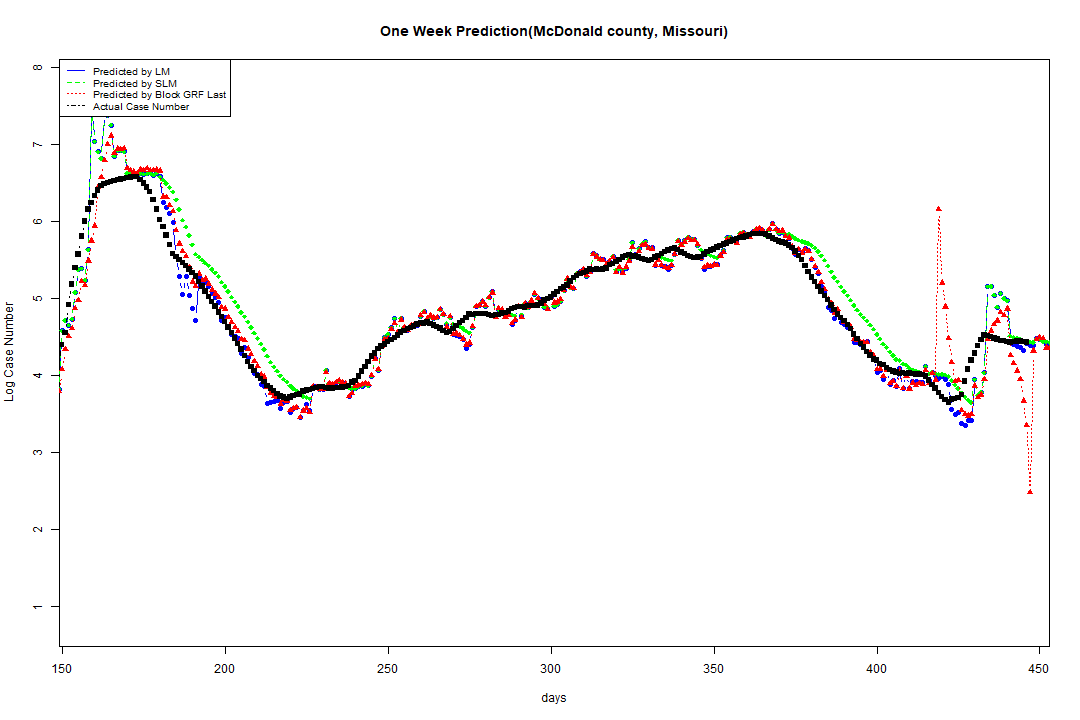 One Week Prediction(McDonald county, Missouri)
Predicted by LM
Predicted by SLM
Predicted by Block GRF Last
Actual Case Number
8
7
6
5
4
3
2
1
Log Case Number
150 200 250 300 350 400 450
days